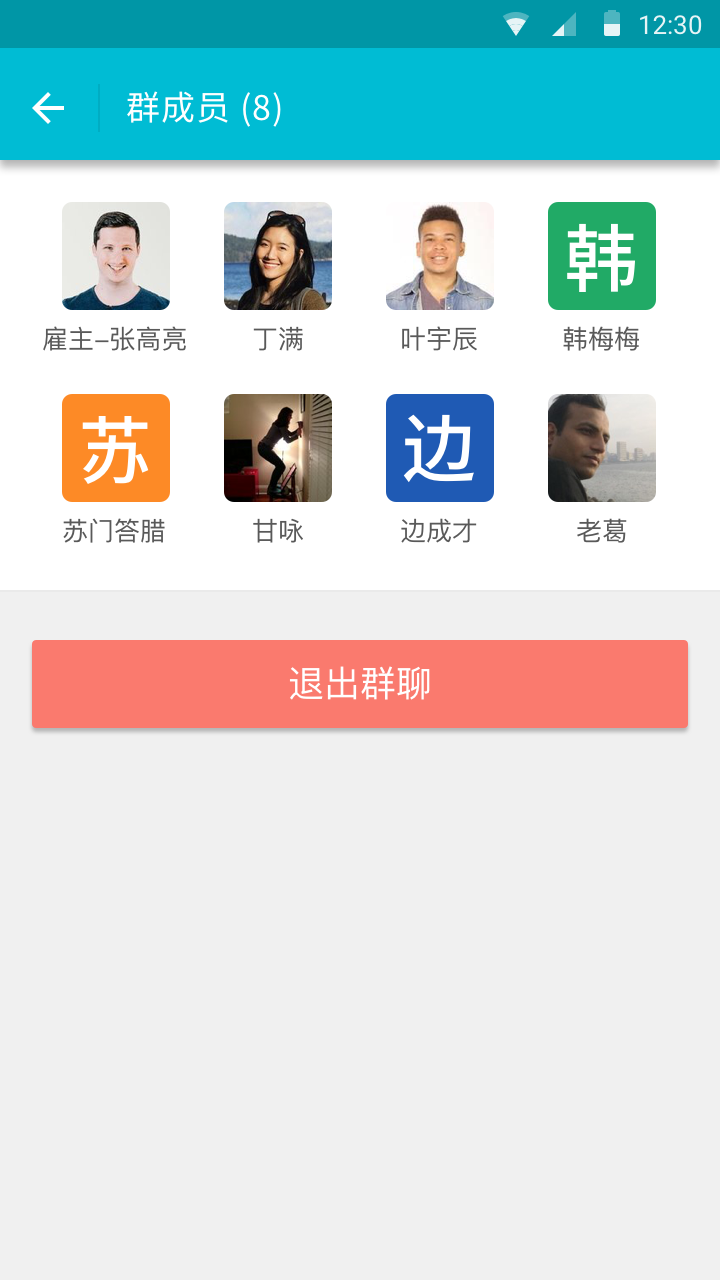 12:30
群成员 (8)
韩
雇主–张高亮 丁满 叶宇辰 韩梅梅
苏 边
苏门答腊 甘咏 边成才 老葛
退出群聊